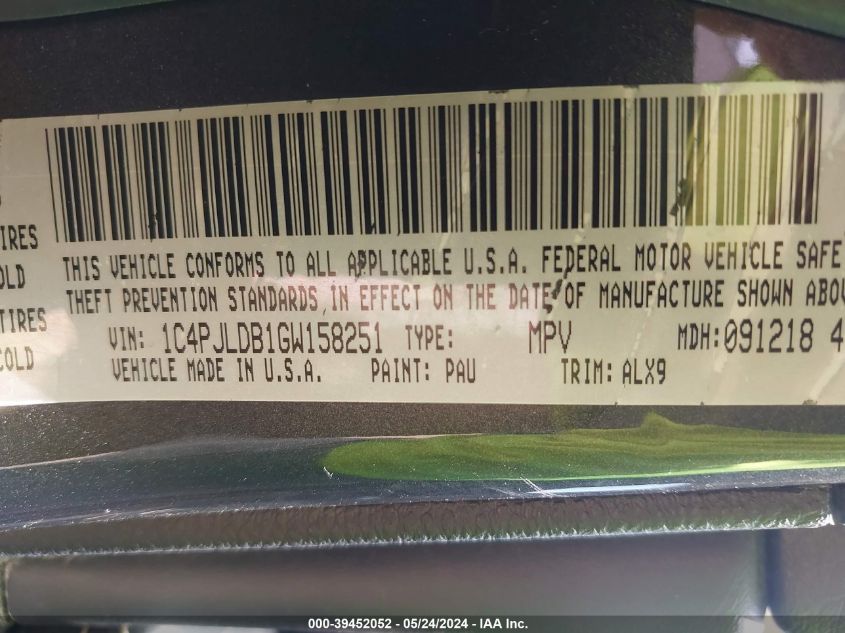 IRES
OLD
TIRES
COLD
THIS VEHICLE CONFORMS TO ALL APPLICABLE U.S.A. FEDERAL MOTOR VEHICLE SAFE
THEFT PREVENTION STANDARDS IN EFFECT ON THE DATE OF MANUFACTURE SHOWN ABOV
VIN: 1C4PJLDB1GW158251 TYPE: MPV MDH: 091218 4
VEHICLE MADE IN U.S.A. PAINT: PAU TRIM: ALX9
000-39452052 - 05/24/2024 - IAA Inc.